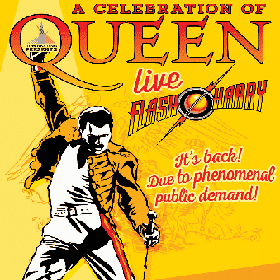 A CELEBRATION OF
QUEEN
live
FLASH HARRY
It's back!
Due to phenomenal
public demand!